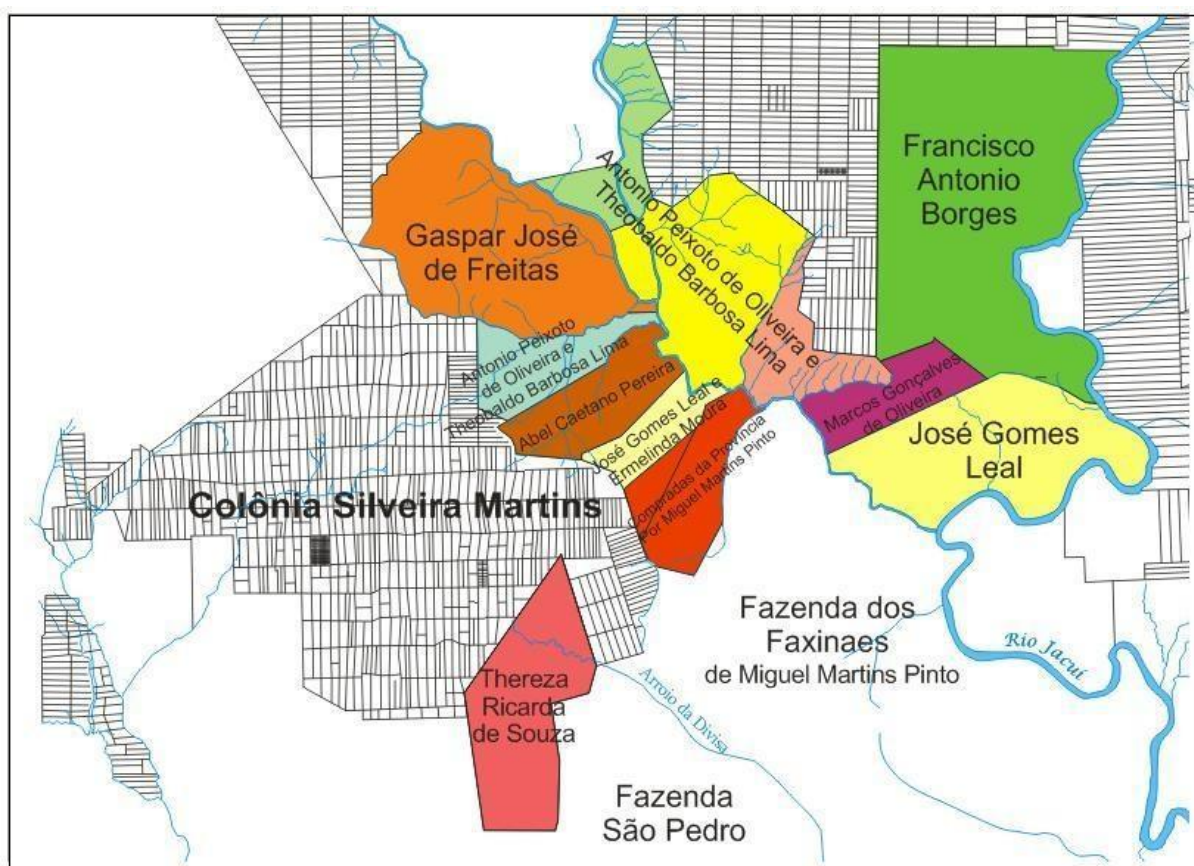 Francisco
Antonio
Borges
Antonio Peixoto de Oliveira e
Theobaldo Barbosa Lima
Gaspar José
de Freitas
Antonio Peixoto
de Oliveira e
Theobaldo Barbosa Lima
Abel Caetano Pereira
José Gomes Leal e
Ermelinda Moura
Compradas da Província
Por Miguel Martins Pinto
Marcos Gonçalves
de Oliveira
José Gomes
Leal
Colônia Silveira Martins
Fazenda dos
Faxinaes
de Miguel Martins Pinto
Rio Jacuí
Thereza
Ricarda
de Souza
Arroio da Divisa
Fazenda
São Pedro